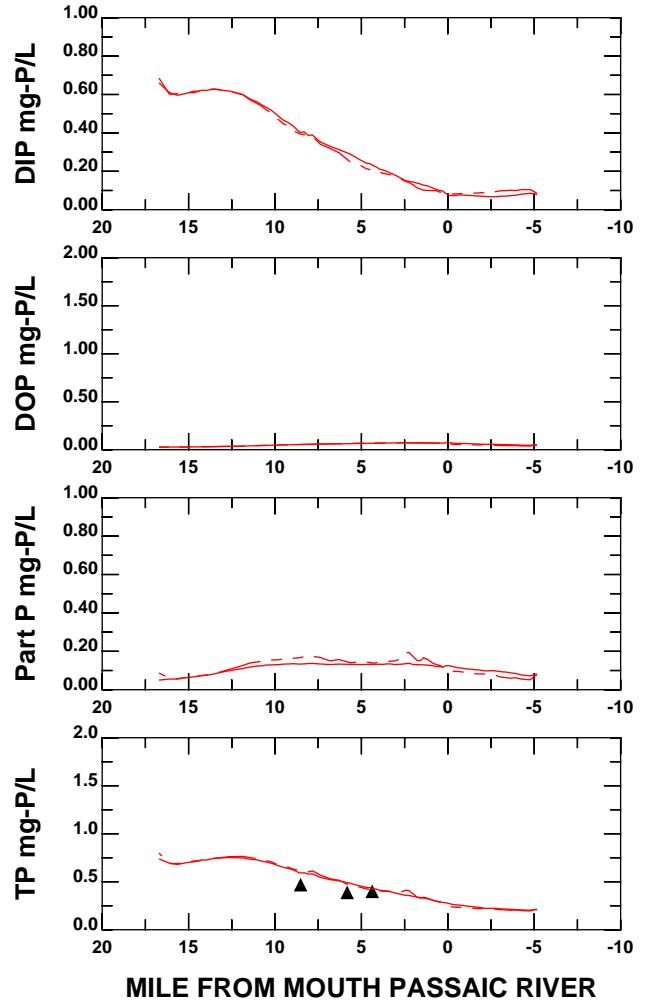 DIP mg-P/L
1.00
0.80
0.60
0.40
0.20
0.00
20 15 10 5 0 -5 -10
DOP mg-P/L
2.00
1.50
1.00
0.50
0.00
20 15 10 5 0 -5 -10
Part P mg-P/L
1.00
0.80
0.60
0.40
0.20
0.00
20 15 10 5 0 -5 -10
TP mg-P/L
2.0
1.5
1.0
0.5
0.0
20 15 10 5 0 -5 -10
MILE FROM MOUTH PASSAIC RIVER